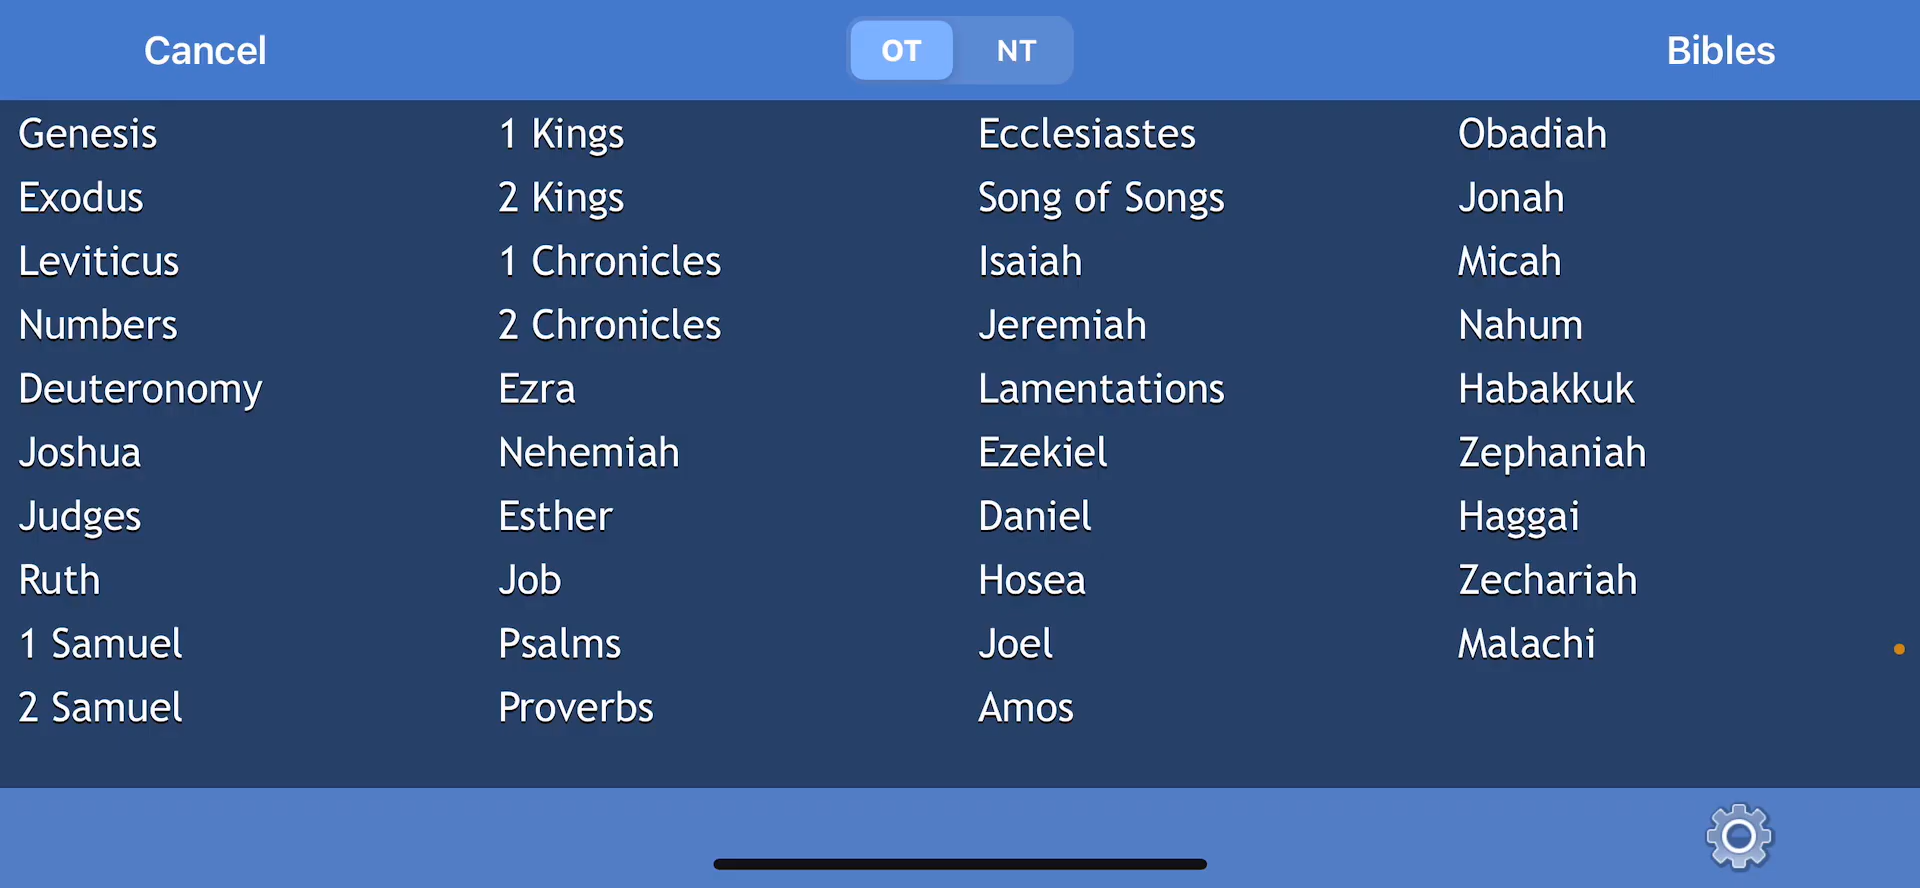 Cancel
OT
NT
Bibles
Genesis
Exodus
Leviticus
Numbers
Deuteronomy
Joshua
Judges
Ruth
1 Samuel
2 Samuel
1 Kings
2 Kings
1 Chronicles
2 Chronicles
Ezra
Nehemiah
Esther
Job
Psalms
Proverbs
Ecclesiastes
Song of Songs
Isaiah
Jeremiah
Lamentations
Ezekiel
Daniel
Hosea
Joel
Amos
Obadiah
Jonah
Micah
Nahum
Habakkuk
Zephaniah
Haggai
Zechariah
Malachi